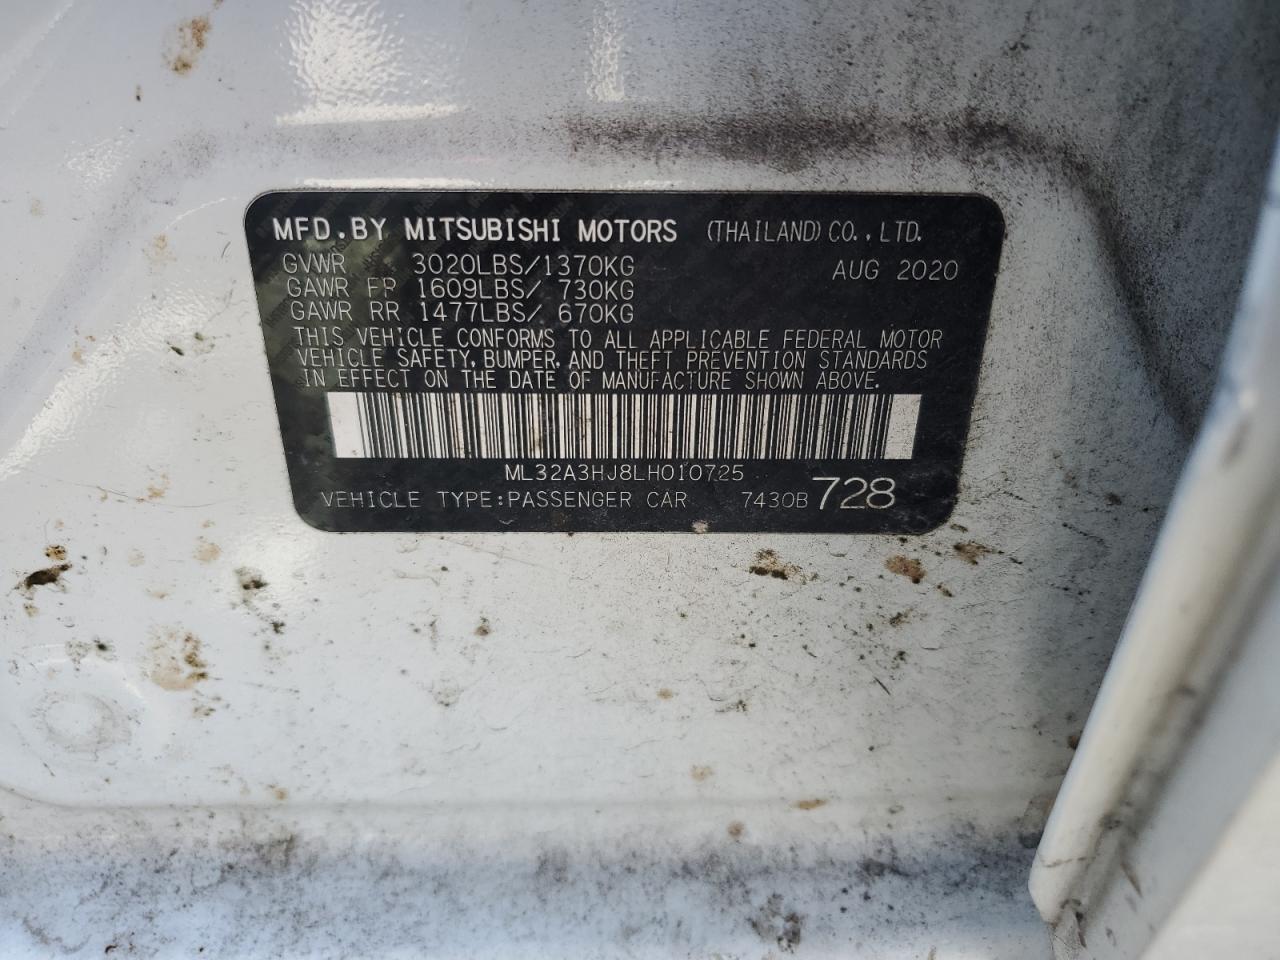 MFD.BY MITSUBISHI MOTORS (THAILAND) CO., LTD.
GVWR 3020LBS/1370KG AUG 2020
GAWR FR 1609LBS/ 730KG
GAWR RR 1477LBS/ 670KG
THIS VEHICLE CONFORMS TO ALL APPLICABLE FEDERAL MOTOR
VEHICLE SAFETY, BUMPER, AND THEFT PREVENTION STANDARDS
IN EFFECT ON THE DATE OF MANUFACTURE SHOWN ABOVE.
ML32A3HJ8LH010725
VEHICLE TYPE:PASSENGER CAR 7430B 728